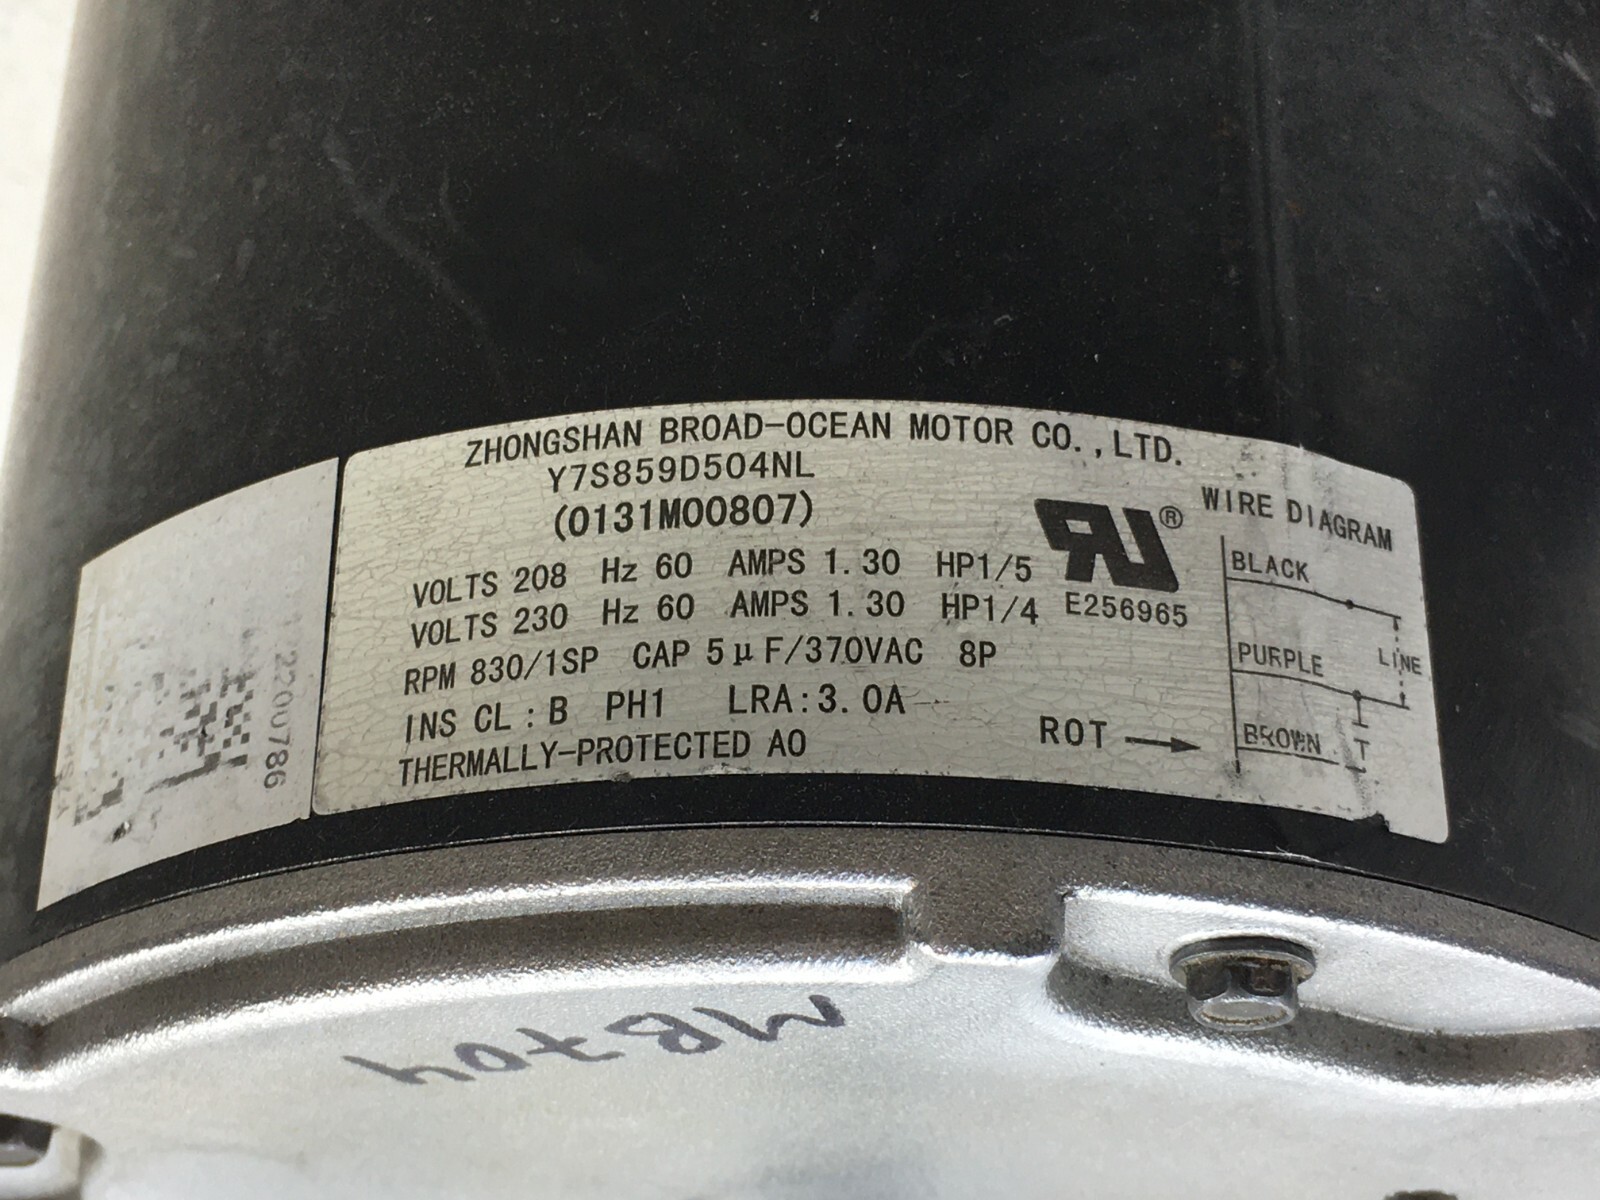 ZHONGSHAN BROAD-OCEAN MOTOR CO.,LTD.
Y7S859D504NL
(0131M00807)
VOLTS 208 Hz 60 AMPS 1.30 HP1/5
VOLTS 230 Hz 60 AMPS 1.30 HP1/4
RPM 830/1SP CAP 5μF/370VAC 8P
INS CL:B PH1 LRA:3.0A
THERMALLY-PROTECTED AO
ROT
®
E256965
WIRE DIAGRAM
BLACK
PURPLE
LINE
BROWN
MB704